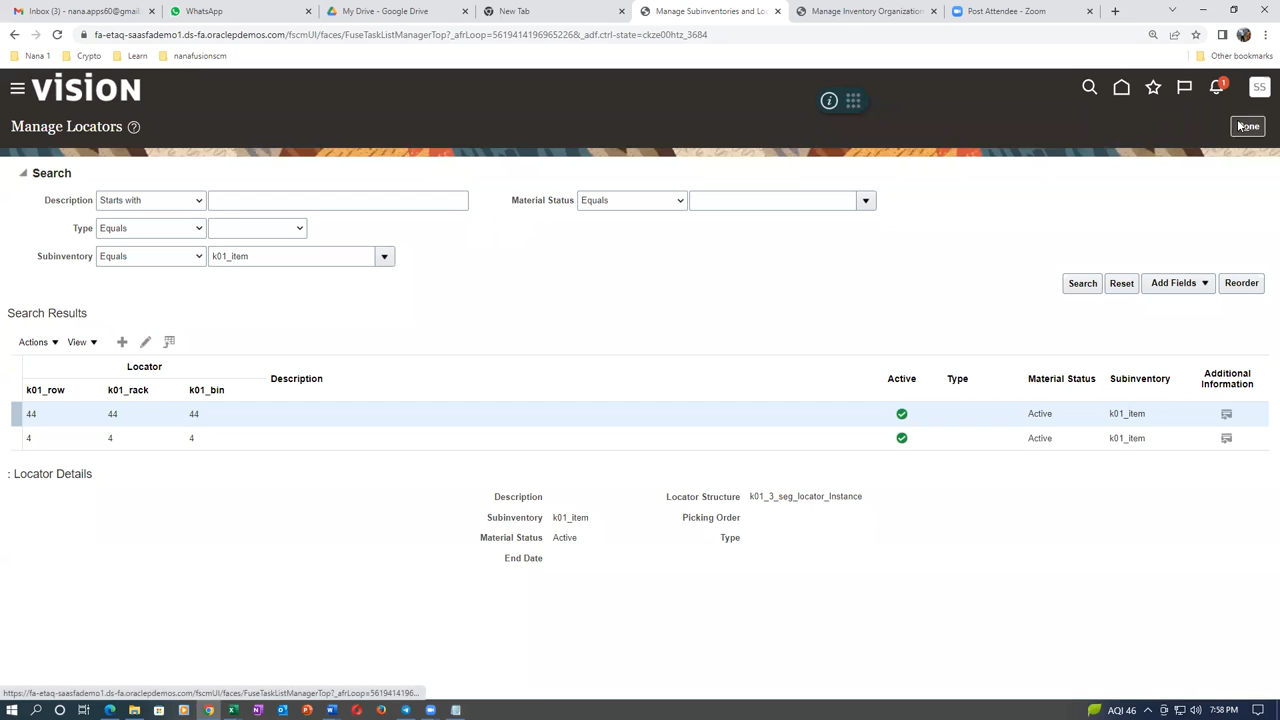 Inbox (3) - nana.apps60@gmail.
WhatsApp
My Drive - Google Drive
New Tab
Manage Subinventories and Loc
Manage Inventory Organization
Post Attendee - Zoom
fa-etaq-saasfademo1.ds-fa.oraclepdemos.com/fscmUI/faces/FuseTaskListManagerTop?_afrLoop=5619414196965226&_adf.ctrl-state=ckze00htz_3684
Nana 1
Crypto
Learn
nanafusionscm
Other bookmarks
VISION
1
SS
Manage Locators
Search
Description Starts with
Material Status Equals
Type Equals
Subinventory Equals k01_item
Search Reset Add Fields Reorder
Search Results
Actions View
Locator
k01_row k01_rack k01_bin Description Active Type Material Status Subinventory Additional Information
44 44 44 Active k01_item
4 4 4 Active k01_item
: Locator Details
Description
Locator Structure k01_3_seg_locator_Instance
Subinventory k01_item
Picking Order
Material Status Active
Type
End Date
https://fa-etaq-saasfademo1.ds-fa.oraclepdemos.com/fscmUI/faces/FuseTaskListManagerTop?_afrLoop=5619414196...
AQI 46
7:58 PM